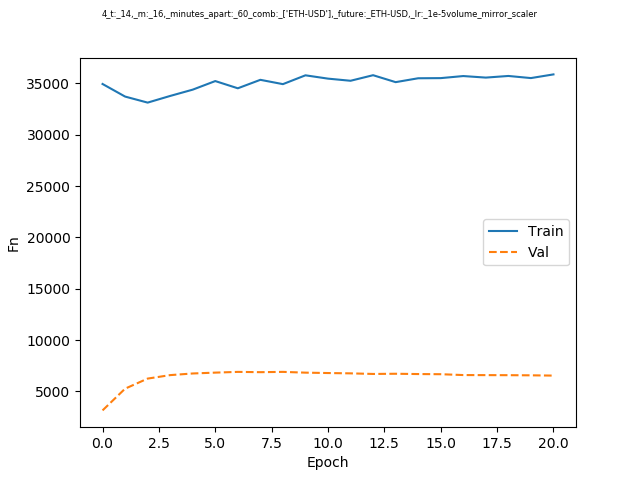 4_t:_14,_m:_16,_minutes_apart:_60_comb:_['ETH-USD'],_future:_ETH-USD,_lr:_1e-5volume_mirror_scaler
35000
30000
25000
20000
15000
10000
5000
Fn
Train
Val
0.0 2.5 5.0 7.5 10.0 12.5 15.0 17.5 20.0
Epoch